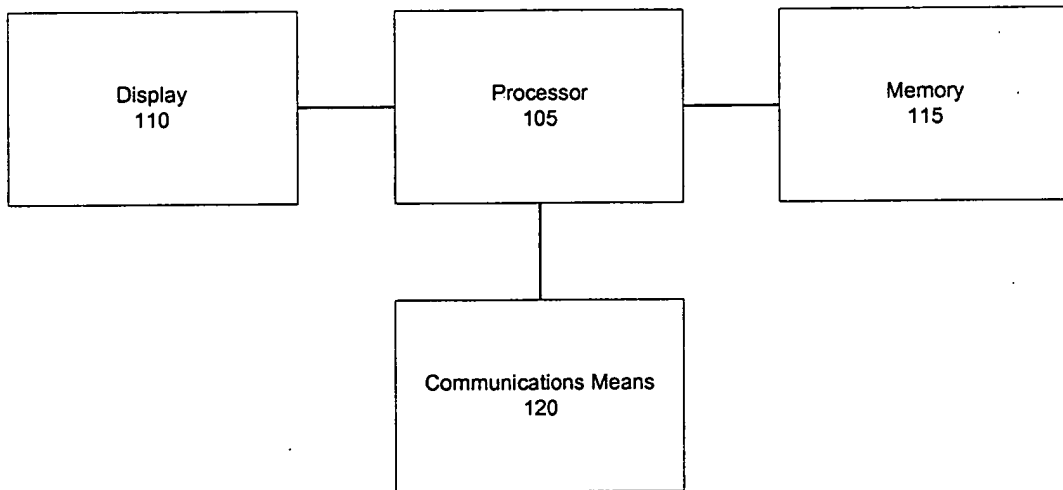 Display
110
Processor
105
Memory
115
Communications Means
120